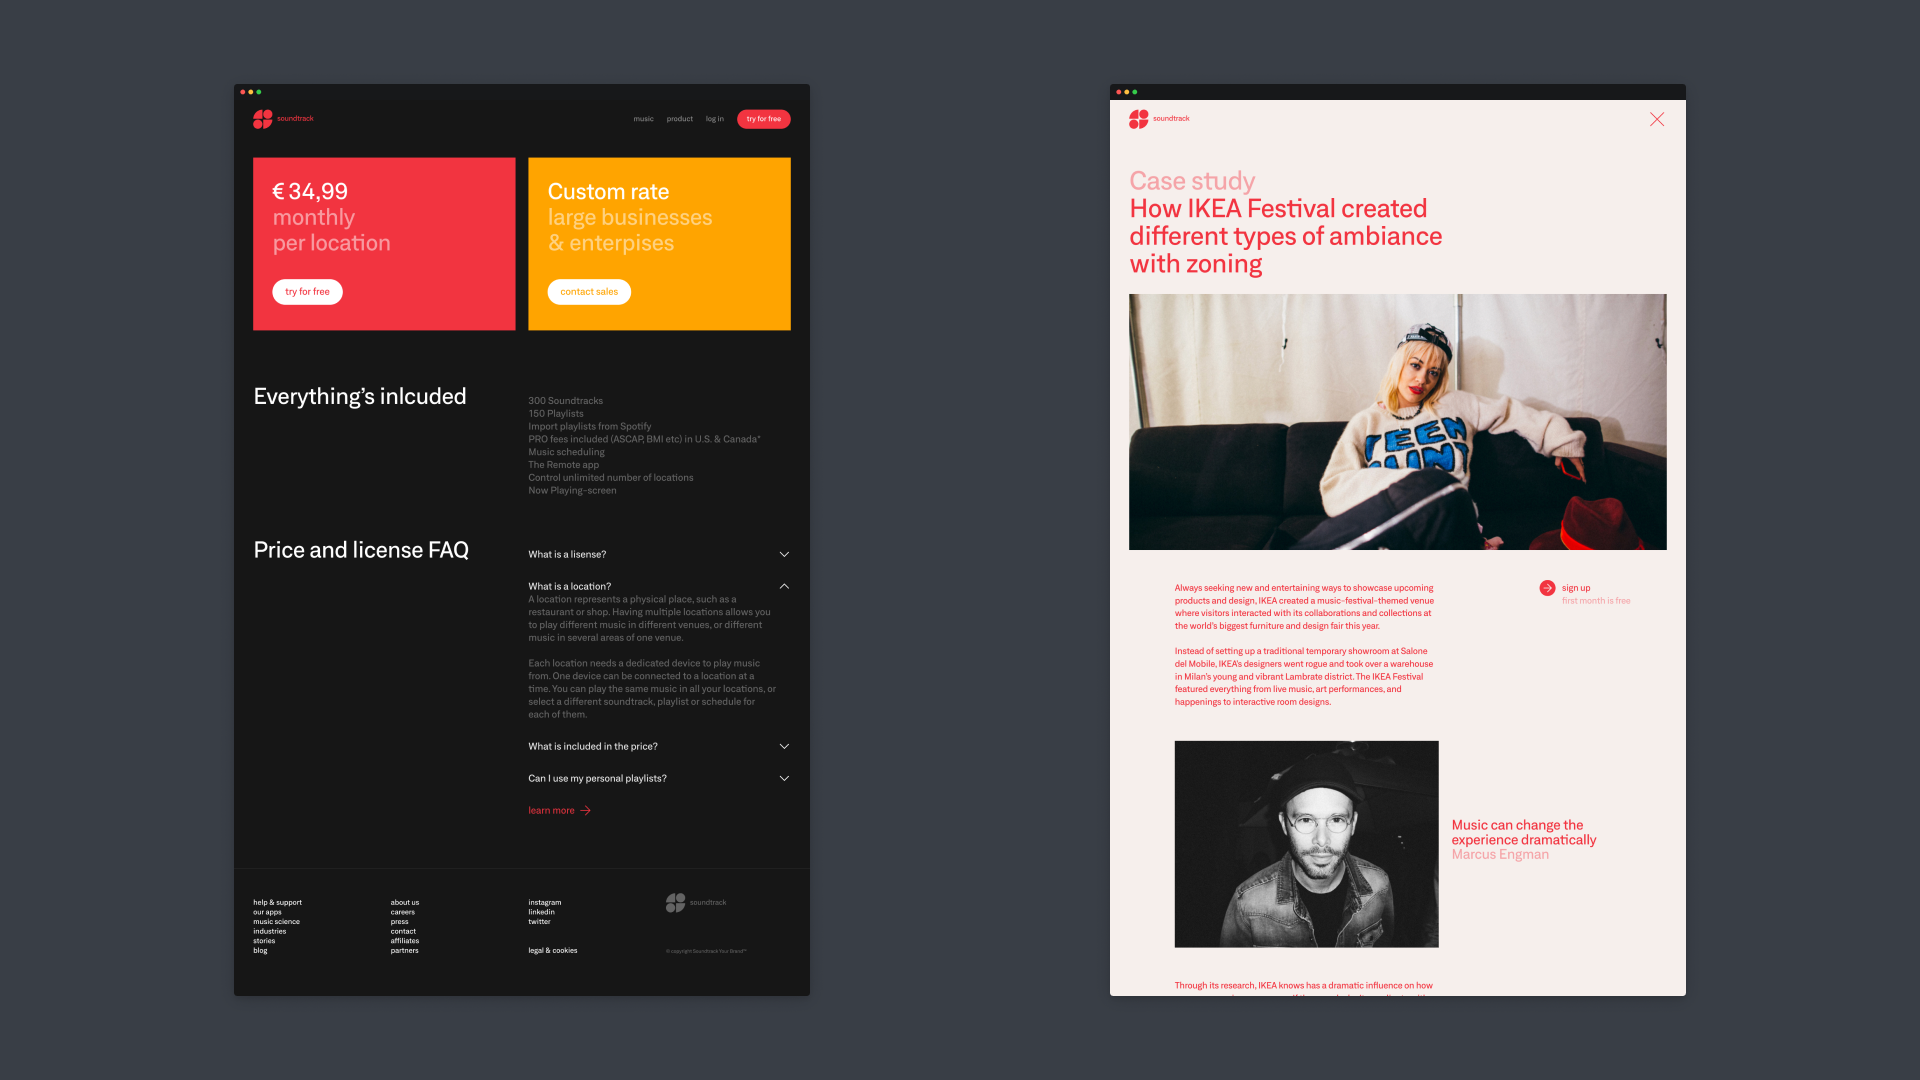 soundtrack
music product log in try for free
€ 34,99
monthly
per location
try for free
Custom rate
large businesses
& enterpises
contact sales
Everything's inlcuded
300 Soundtracks
150 Playlists
Import playlists from Spotify
PRO fees included (ASCAP, BMI etc) in U.S. & Canada*
Music scheduling
The Remote app
Control unlimited number of locations
Now Playing-screen
Price and license FAQ
What is a lisense?
What is a location?
A location represents a physical place, such as a
restaurant or shop. Having multiple locations allows you
to play different music in different venues, or different
music in several areas of one venue.
Each location needs a dedicated device to play music
from. One device can be connected to a location at a
time. You can play the same music in all your locations, or
select a different soundtrack, playlist or schedule for
each of them.
What is included in the price?
Can I use my personal playlists?
learn more
help & support
our apps
music science
industries
stories
blog
about us
careers
press
contact
affiliates
partners
instagram
linkedin
twitter
legal & cookies
soundtrack
© copyright Soundtrack Your Brand™
soundtrack
Case study
How IKEA Festival created
different types of ambiance
with zoning
TEEN
Always seeking new and entertaining ways to showcase upcoming
products and design, IKEA created a music-festival-themed venue
where visitors interacted with its collaborations and collections at
the world's biggest furniture and design fair this year.
Instead of setting up a traditional temporary showroom at Salone
del Mobile, IKEA's designers went rogue and took over a warehouse
in Milan's young and vibrant Lambrate district. The IKEA Festival
featured everything from live music, art performances, and
happenings to interactive room designs.
sign up
first month is free
Music can change the
experience dramatically
Marcus Engman
Through its research, IKEA knows has a dramatic influence on how